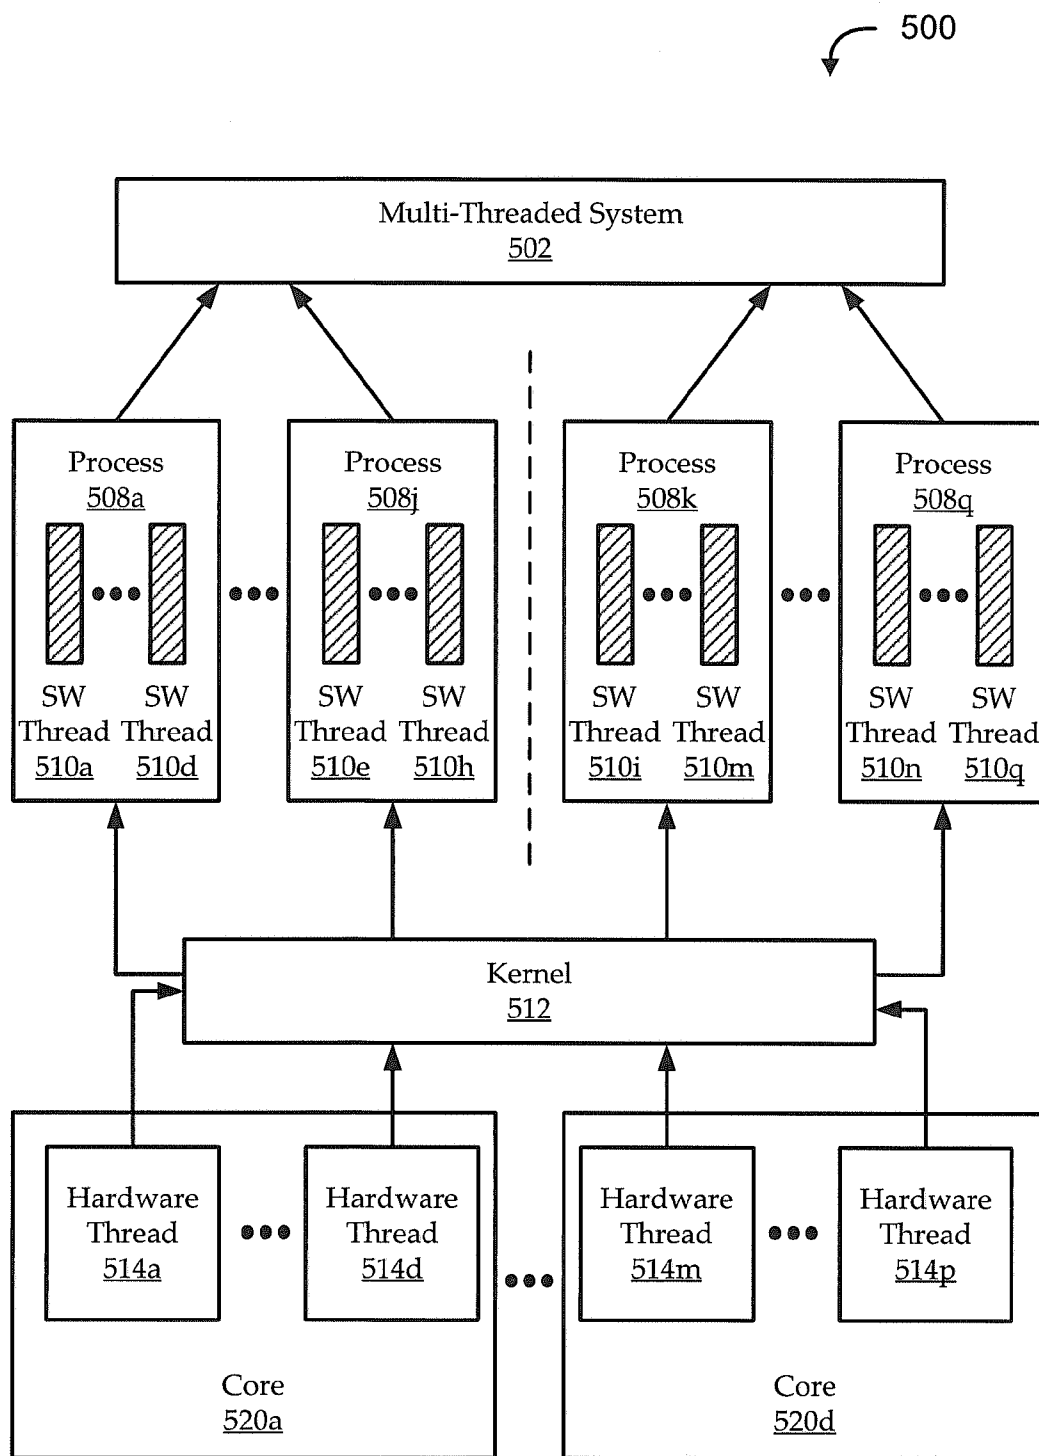 500
Multi-Threaded System
502
Process
508a
Process
508j
Process
508k
Process
508q
SW
Thread
510a
SW
Thread
510d
SW
Thread
510e
SW
Thread
510h
SW
Thread
510i
SW
Thread
510m
SW
Thread
510n
SW
Thread
510q
Kernel
512
Hardware
Thread
514a
Hardware
Thread
514d
Hardware
Thread
514m
Hardware
Thread
514p
Core
520a
Core
520d